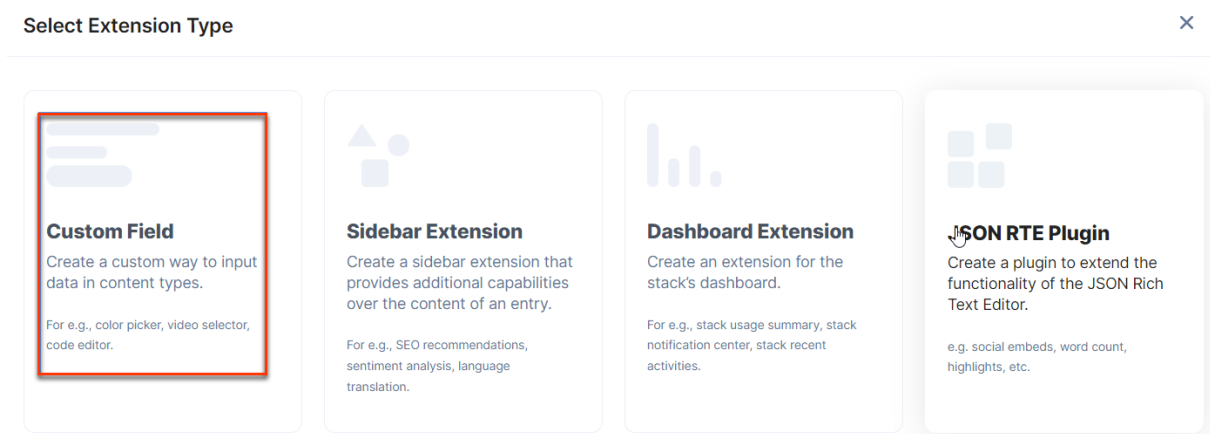 Select Extension Type
Custom Field
Create a custom way to input
data in content types.
For e.g., color picker, video selector,
code editor.
Sidebar Extension
Create a sidebar extension that
provides additional capabilities
over the content of an entry.
For e.g., SEO recommendations,
sentiment analysis, language
translation.
Dashboard Extension
Create an extension for the
stack's dashboard.
For e.g., stack usage summary, stack
notification center, stack recent
activities.
JSON RTE Plugin
Create a plugin to extend the
functionality of the JSON Rich
Text Editor.
e.g. social embeds, word count,
highlights, etc.